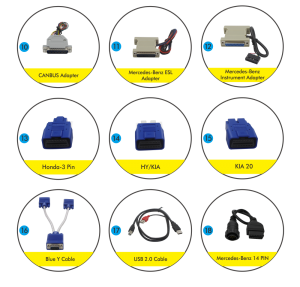 10
CANBUS Adapter
11
Mercedes-Benz ESL
Adapter
12
Mercedes-Benz
Instrument Adapter
13
Honda-3 Pin
14
HY/KIA
15
KIA 20
16
Blue Y Cable
17
USB 2.0 Cable
18
Mercedes-Benz 14 PIN